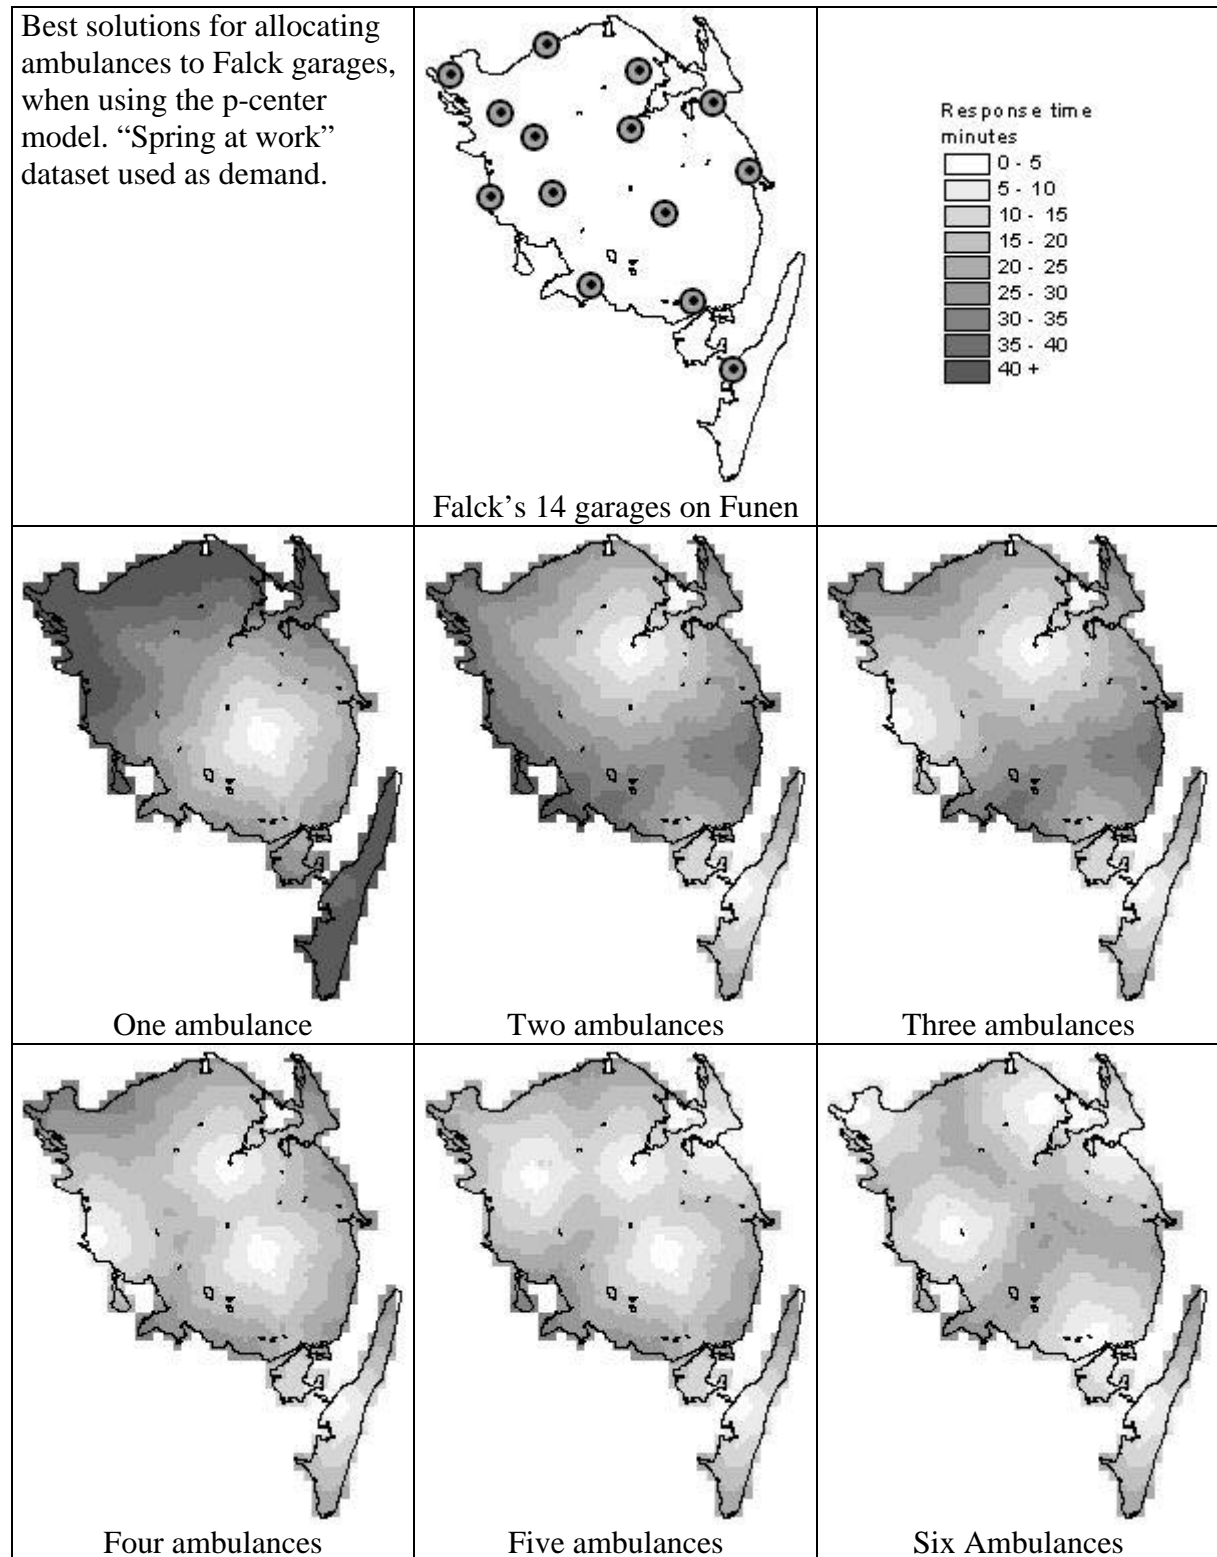 Best solutions for allocating
ambulances to Falck garages,
when using the p-center
model. “Spring at work”
dataset used as demand.
Falck’s 14 garages on Funen
Response time
minutes
0 - 5
5 - 10
10 - 15
15 - 20
20 - 25
25 - 30
30 - 35
35 - 40
40 +
One ambulance
Two ambulances
Three ambulances
Four ambulances
Five ambulances
Six Ambulances